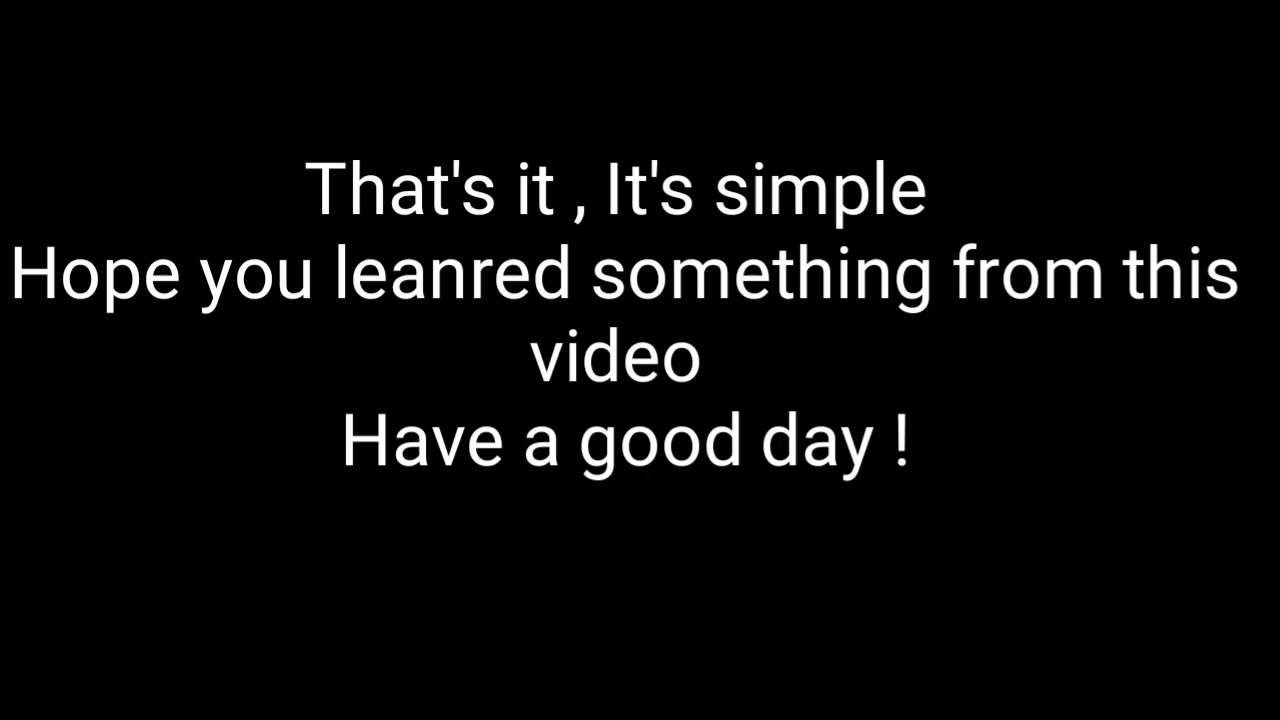 That's it , It's simple
Hope you leanred something from this
video
Have a good day !